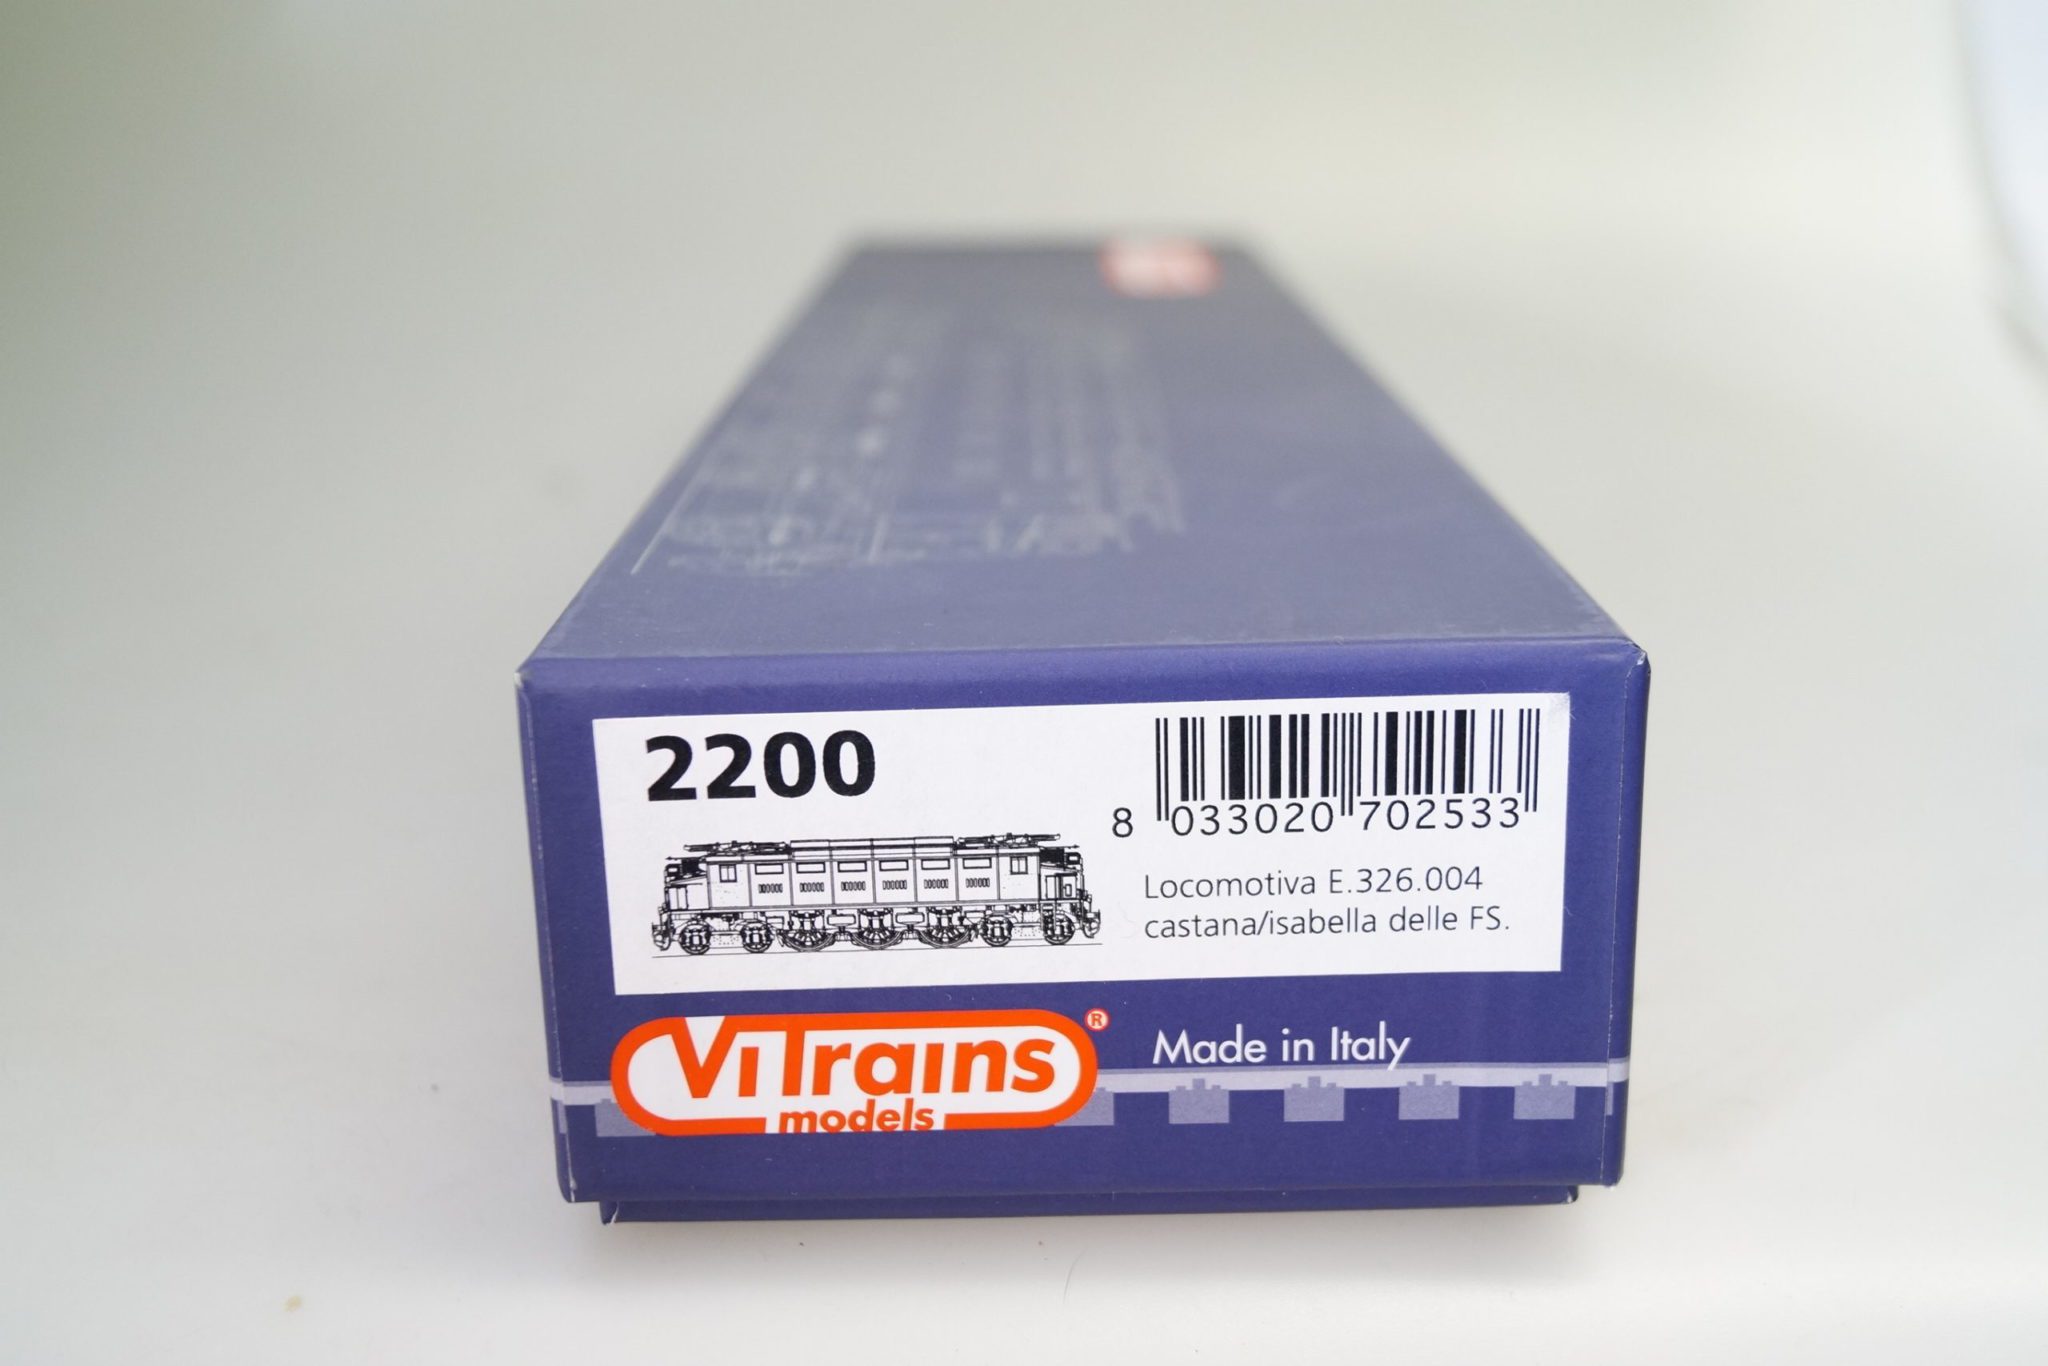 2200
8 033020 702533
Locomotiva E.326.004
castana/isabella delle FS.
ViTrains®
models
Made in Italy